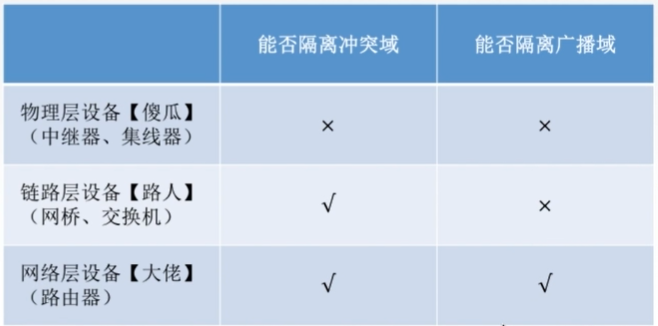 能否隔离冲突域
能否隔离广播域
物理层设备【傻瓜】
（中继器、集线器）
×
×
链路层设备【路人】
（网桥、交换机）
√
×
网络层设备【大佬】
（路由器）
√
√